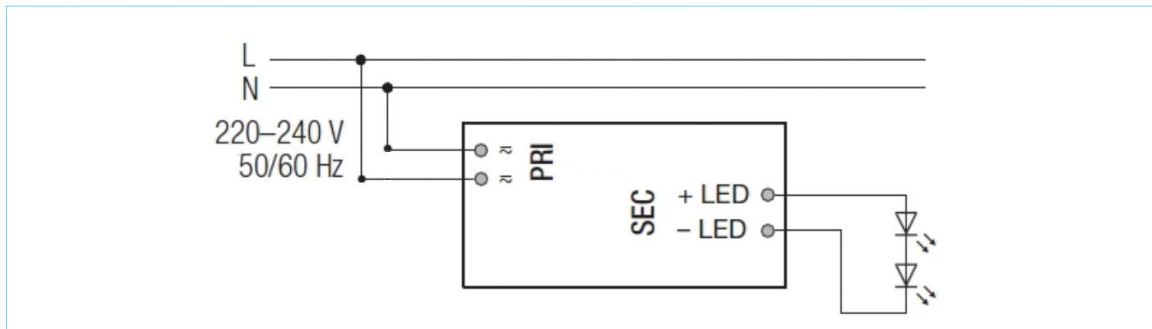 L
N
220–240 V
50/60 Hz
≂
≂
PRI
SEC
+ LED
– LED